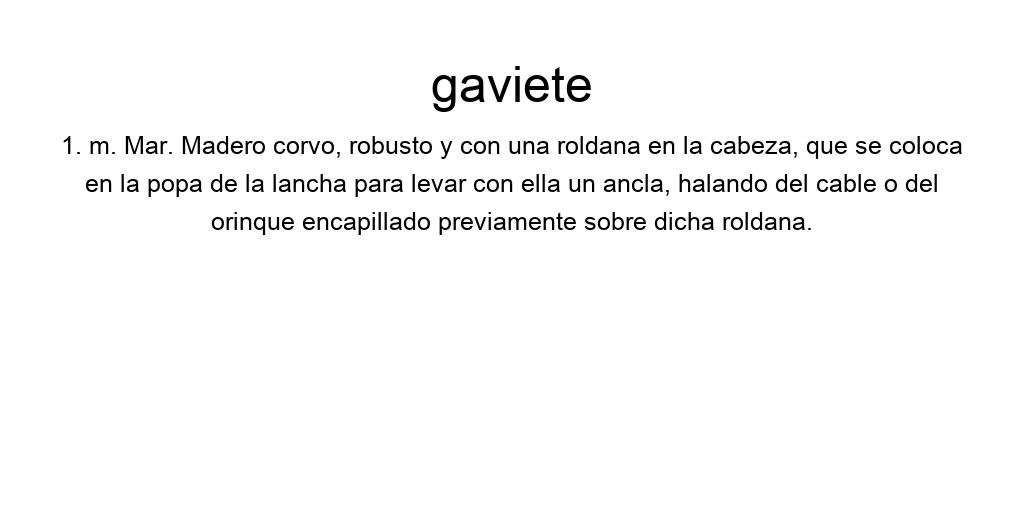 gaviete
1. m. Mar. Madero corvo, robusto y con una roldana en la cabeza, que se coloca
en la popa de la lancha para levar con ella un ancla, halando del cable o del
orinque encapillado previamente sobre dicha roldana.